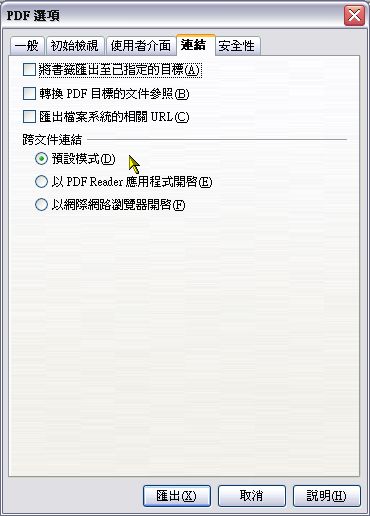 PDF 選項
一般 初始檢視 使用者介面 連結 安全性
將書籤匯出至已指定的目標(A)
轉換 PDF 目標的文件參照(B)
匯出檔案系統的相關 URL(C)
跨文件連結
預設模式(D)
以 PDF Reader 應用程式開啟(E)
以網際網路瀏覽器開啟(F)
匯出(X) 取消 說明(H)